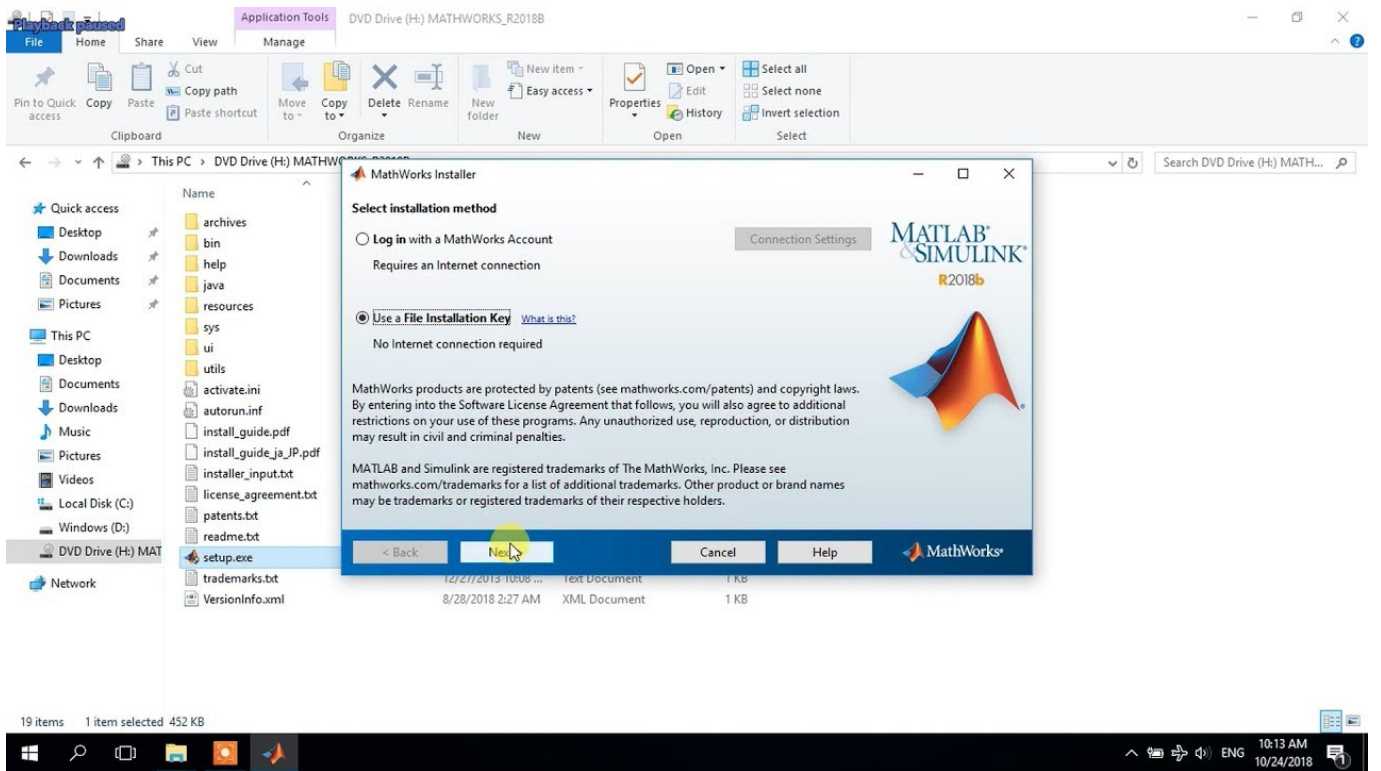 Playback paused
Application Tools
DVD Drive (H:) MATHWORKS_R2018B
File Home Share View Manage
Pin to Quick access
Copy
Paste
Cut
Copy path
Paste shortcut
Move to
Copy to
Delete
Rename
New folder
New item
Easy access
Properties
Open
Edit
History
Select all
Select none
Invert selection
Clipboard Organize New Open Select
This PC > DVD Drive (H:) MATHWORKS_R2018B
Search DVD Drive (H:) MATH...
Quick access
Desktop
Downloads
Documents
Pictures
This PC
Desktop
Documents
Downloads
Music
Pictures
Videos
Local Disk (C:)
Windows (D:)
DVD Drive (H:) MAT
Network
Name
archives
bin
help
java
resources
sys
ui
utils
activate.ini
autorun.inf
install_guide.pdf
install_guide_ja_JP.pdf
installer_input.txt
license_agreement.txt
patents.txt
readme.txt
setup.exe
trademarks.txt 12/27/2013 10:08 ... Text Document 1 KB
VersionInfo.xml 8/28/2018 2:27 AM XML Document 1 KB
MathWorks Installer
Select installation method
Log in with a MathWorks Account
Connection Settings
Requires an Internet connection
Use a File Installation Key What is this?
No Internet connection required
MathWorks products are protected by patents (see mathworks.com/patents) and copyright laws.
By entering into the Software License Agreement that follows, you will also agree to additional
restrictions on your use of these programs. Any unauthorized use, reproduction, or distribution
may result in civil and criminal penalties.
MATLAB and Simulink are registered trademarks of The MathWorks, Inc. Please see
mathworks.com/trademarks for a list of additional trademarks. Other product or brand names
may be trademarks or registered trademarks of their respective holders.
MATLAB®
&SIMULINK®
R2018b
< Back Next Cancel Help
MathWorks®
19 items 1 item selected 452 KB
ENG
10:13 AM
10/24/2018
1